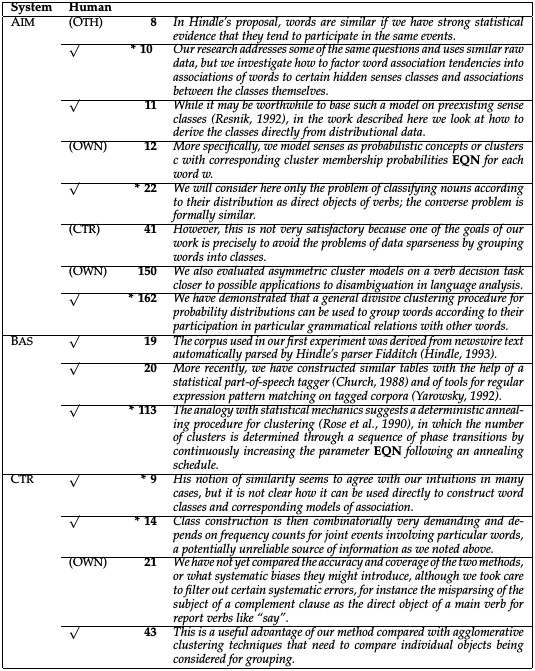 System Human
AIM (OTH) 8 In Hindle's proposal, words are similar if we have strong statistical
evidence that they tend to participate in the same events.
√ * 10 Our research addresses some of the same questions and uses similar raw
data, but we investigate how to factor word association tendencies into
associations of words to certain hidden senses classes and associations
between the classes themselves.
√ 11 While it may be worthwhile to base such a model on preexisting sense
classes (Resnik, 1992), in the work described here we look at how to
derive the classes directly from distributional data.
(OWN) 12 More specifically, we model senses as probabilistic concepts or clusters
c with corresponding cluster membership probabilities EQN for each
word w.
√ * 22 We will consider here only the problem of classifying nouns according
to their distribution as direct objects of verbs; the converse problem is
formally similar.
(CTR) 41 However, this is not very satisfactory because one of the goals of our
work is precisely to avoid the problems of data sparseness by grouping
words into classes.
(OWN) 150 We also evaluated asymmetric cluster models on a verb decision task
closer to possible applications to disambiguation in language analysis.
√ * 162 We have demonstrated that a general divisive clustering procedure for
probability distributions can be used to group words according to their
participation in particular grammatical relations with other words.
BAS √ 19 The corpus used in our first experiment was derived from newswire text
automatically parsed by Hindle's parser Fidditch (Hindle, 1993).
√ 20 More recently, we have constructed similar tables with the help of a
statistical part-of-speech tagger (Church, 1988) and of tools for regular
expression pattern matching on tagged corpora (Yarowsky, 1992).
√ * 113 The analogy with statistical mechanics suggests a deterministic anneal-
ing procedure for clustering (Rose et al., 1990), in which the number
of clusters is determined through a sequence of phase transitions by
continuously increasing the parameter EQN following an annealing
schedule.
CTR √ * 9 His notion of similarity seems to agree with our intuitions in many
cases, but it is not clear how it can be used directly to construct word
classes and corresponding models of association.
√ * 14 Class construction is then combinatorially very demanding and de-
pends on frequency counts for joint events involving particular words,
a potentially unreliable source of information as we noted above.
(OWN) 21 We have not yet compared the accuracy and coverage of the two methods,
or what systematic biases they might introduce, although we took care
to filter out certain systematic errors, for instance the misparsing of the
subject of a complement clause as the direct object of a main verb for
report verbs like "say".
√ 43 This is a useful advantage of our method compared with agglomerative
clustering techniques that need to compare individual objects being
considered for grouping.